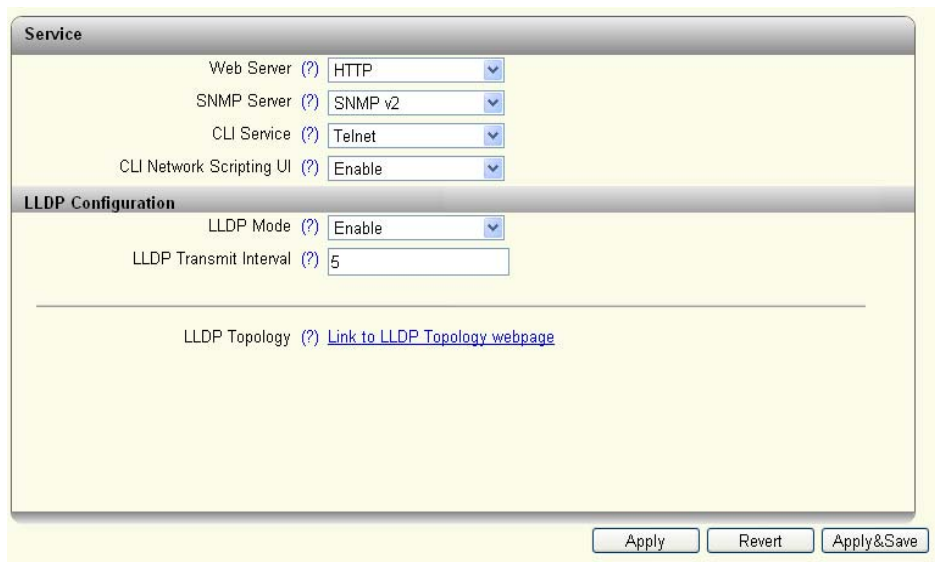 Service
Web Server (?) HTTP
SNMP Server (?) SNMP v2
CLI Service (?) Telnet
CLI Network Scripting UI (?) Enable
LLDP Configuration
LLDP Mode (?) Enable
LLDP Transmit Interval (?) 5
LLDP Topology (?) Link to LLDP Topology webpage
Apply Revert Apply&Save